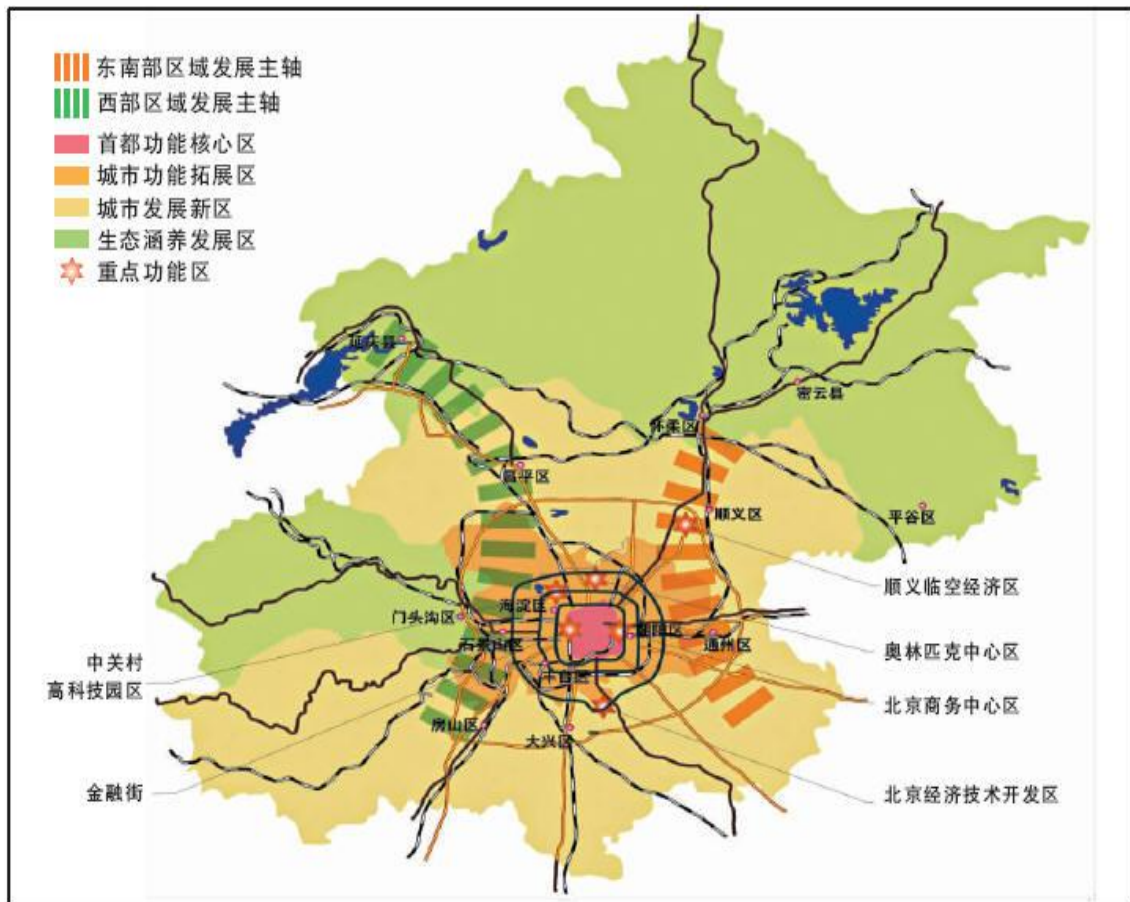 东南部区域发展主轴
西部区域发展主轴
首都功能核心区
城市功能拓展区
城市发展新区
生态涵养发展区
重点功能区
延庆县
密云县
怀柔区
昌平区
顺义区
平谷区
顺义临空经济区
海淀区
门头沟区
朝阳区
石景山区
通州区
奥林匹克中心区
中关村
高科技园区
丰台区
北京商务中心区
房山区
大兴区
金融街
北京经济技术开发区